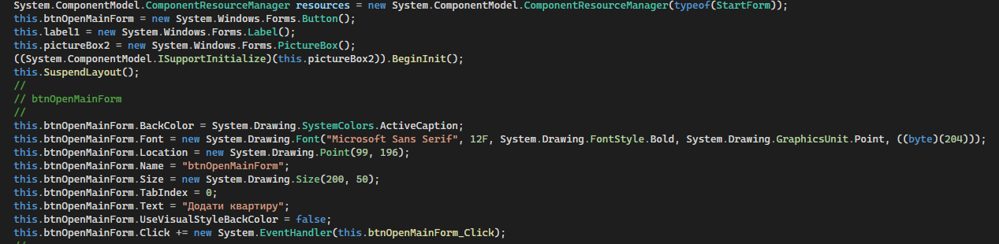 System.ComponentModel.ComponentResourceManager resources = new System.ComponentModel.ComponentResourceManager(typeof(StartForm));
this.btnOpenMainForm = new System.Windows.Forms.Button();
this.label1 = new System.Windows.Forms.Label();
this.pictureBox2 = new System.Windows.Forms.PictureBox();
((System.ComponentModel.ISupportInitialize)(this.pictureBox2)).BeginInit();
this.SuspendLayout();
//
// btnOpenMainForm
//
this.btnOpenMainForm.BackColor = System.Drawing.SystemColors.ActiveCaption;
this.btnOpenMainForm.Font = new System.Drawing.Font("Microsoft Sans Serif", 12F, System.Drawing.FontStyle.Bold, System.Drawing.GraphicsUnit.Point, ((byte)(204)));
this.btnOpenMainForm.Location = new System.Drawing.Point(99, 196);
this.btnOpenMainForm.Name = "btnOpenMainForm";
this.btnOpenMainForm.Size = new System.Drawing.Size(200, 50);
this.btnOpenMainForm.TabIndex = 0;
this.btnOpenMainForm.Text = "Додати квартиру";
this.btnOpenMainForm.UseVisualStyleBackColor = false;
this.btnOpenMainForm.Click += new System.EventHandler(this.btnOpenMainForm_Click);
//